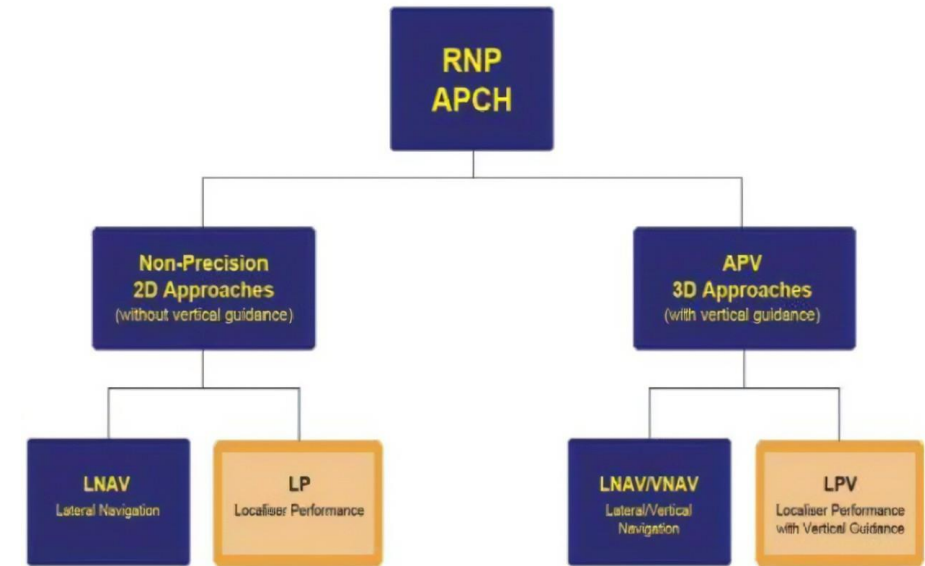 RNP
APCH
Non-Precision
2D Approaches
(without vertical guidance)
APV
3D Approaches
(with vertical guidance)
LNAV
Lateral Navigation
LP
Localiser Performance
LNAV/VNAV
Lateral/Vertical
Navigation
LPV
Localiser Performance
with Vertical Guidance